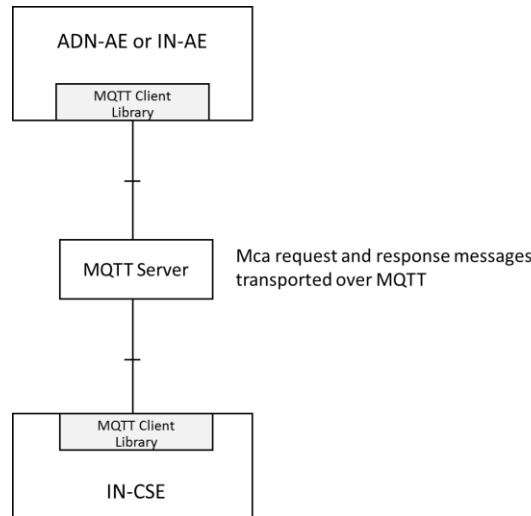 ADN-AE or IN-AE
MQTT Client
Library
MQTT Server
Mca request and response messages
transported over MQTT
MQTT Client
Library
IN-CSE